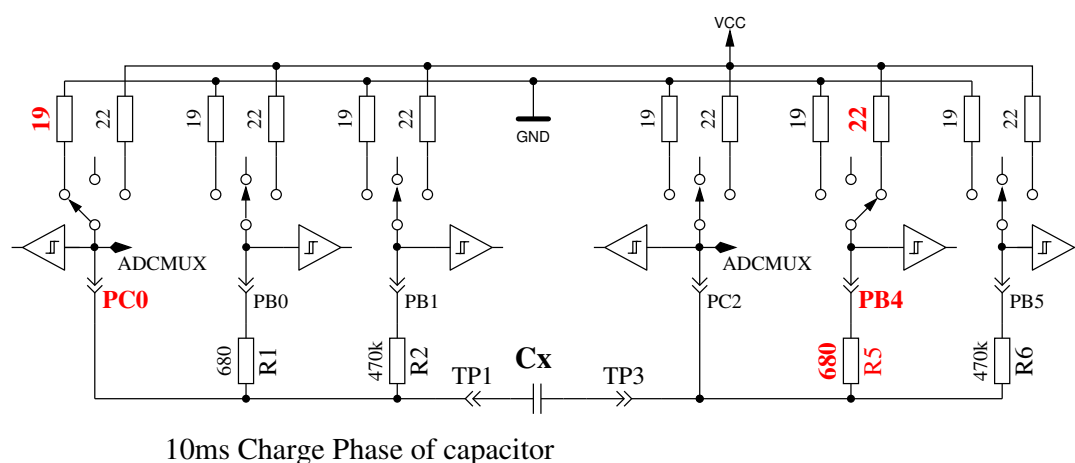 VCC
19 22 19 22 19 22 19 22 19 22 19 22
GND
ADCMUX ADCMUX
PC0 PB0 PB1 PC2 PB4 PB5
680 R1 470k R2 680 R5 470k R6
TP1 Cx TP3
10ms Charge Phase of capacitor